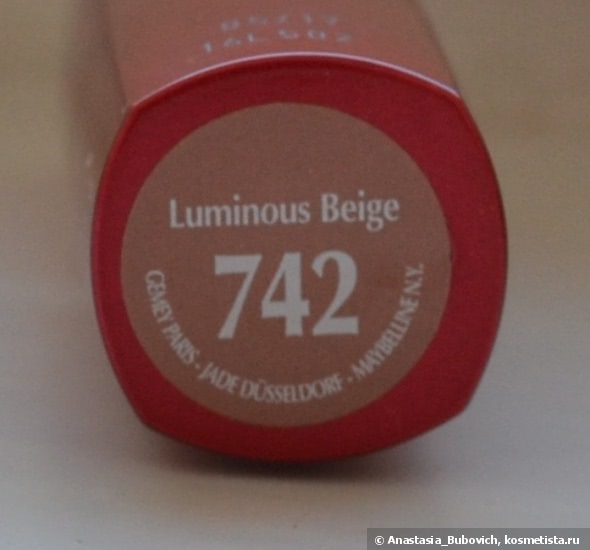 Luminous Beige
742
GEMEY PARIS - JADE DÜSSELDORF - MAYBELLINE N.Y.
© Anastasia_Bubovich, kosmetista.ru